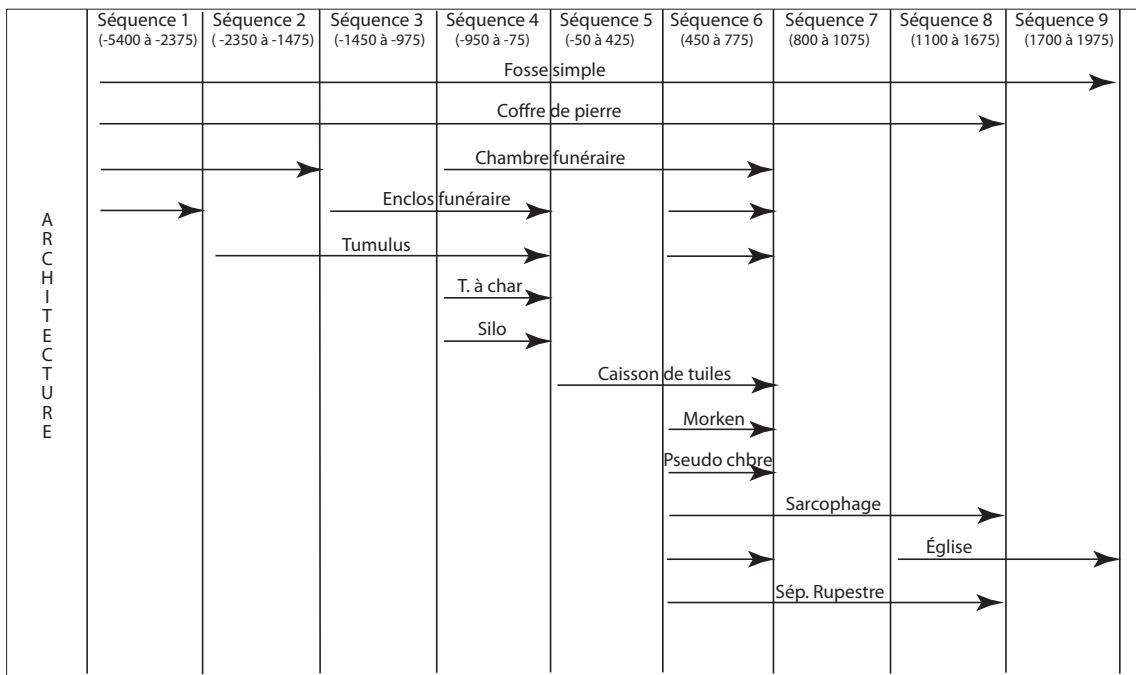 Séquence 1 Séquence 2 Séquence 3 Séquence 4 Séquence 5 Séquence 6 Séquence 7 Séquence 8 Séquence 9
(-5400 à -2375) ( -2350 à -1475) (-1450 à -975) (-950 à -75) (-50 à 425) (450 à 775) (800 à 1075) (1100 à 1675) (1700 à 1975)
Fosse simple
Coffre de pierre
Chambre funéraire
Enclos funéraire
Tumulus
T. à char
Silo
Caisson de tuiles
Morken
Pseudo chbre
Sarcophage
Église
Sép. Rupestre
A
R
C
H
I
T
E
C
T
U
R
E